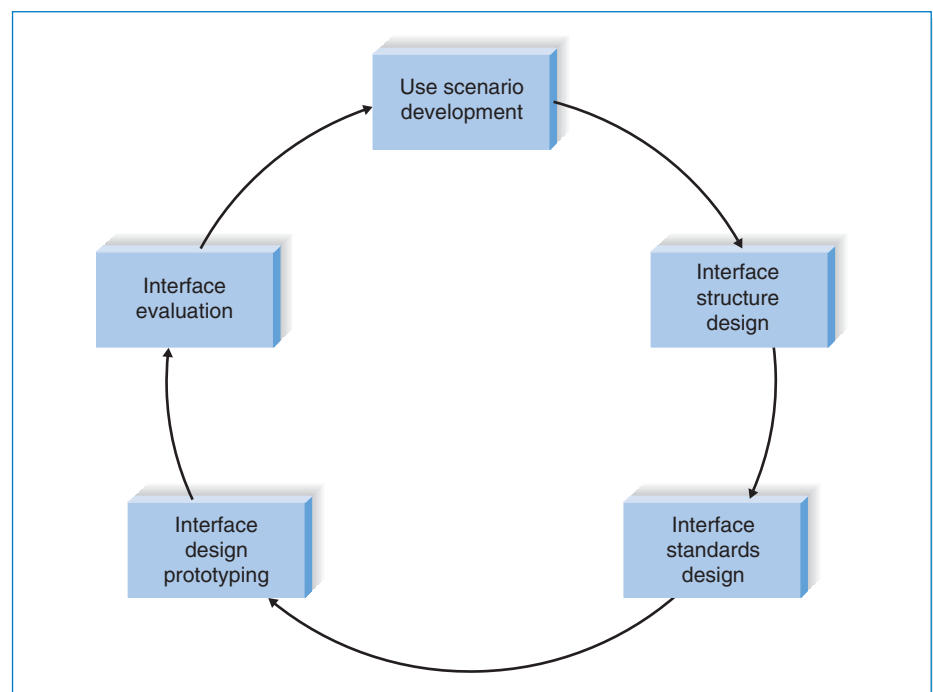 Use scenario
development
Interface
structure
design
Interface
standards
design
Interface
design
prototyping
Interface
evaluation